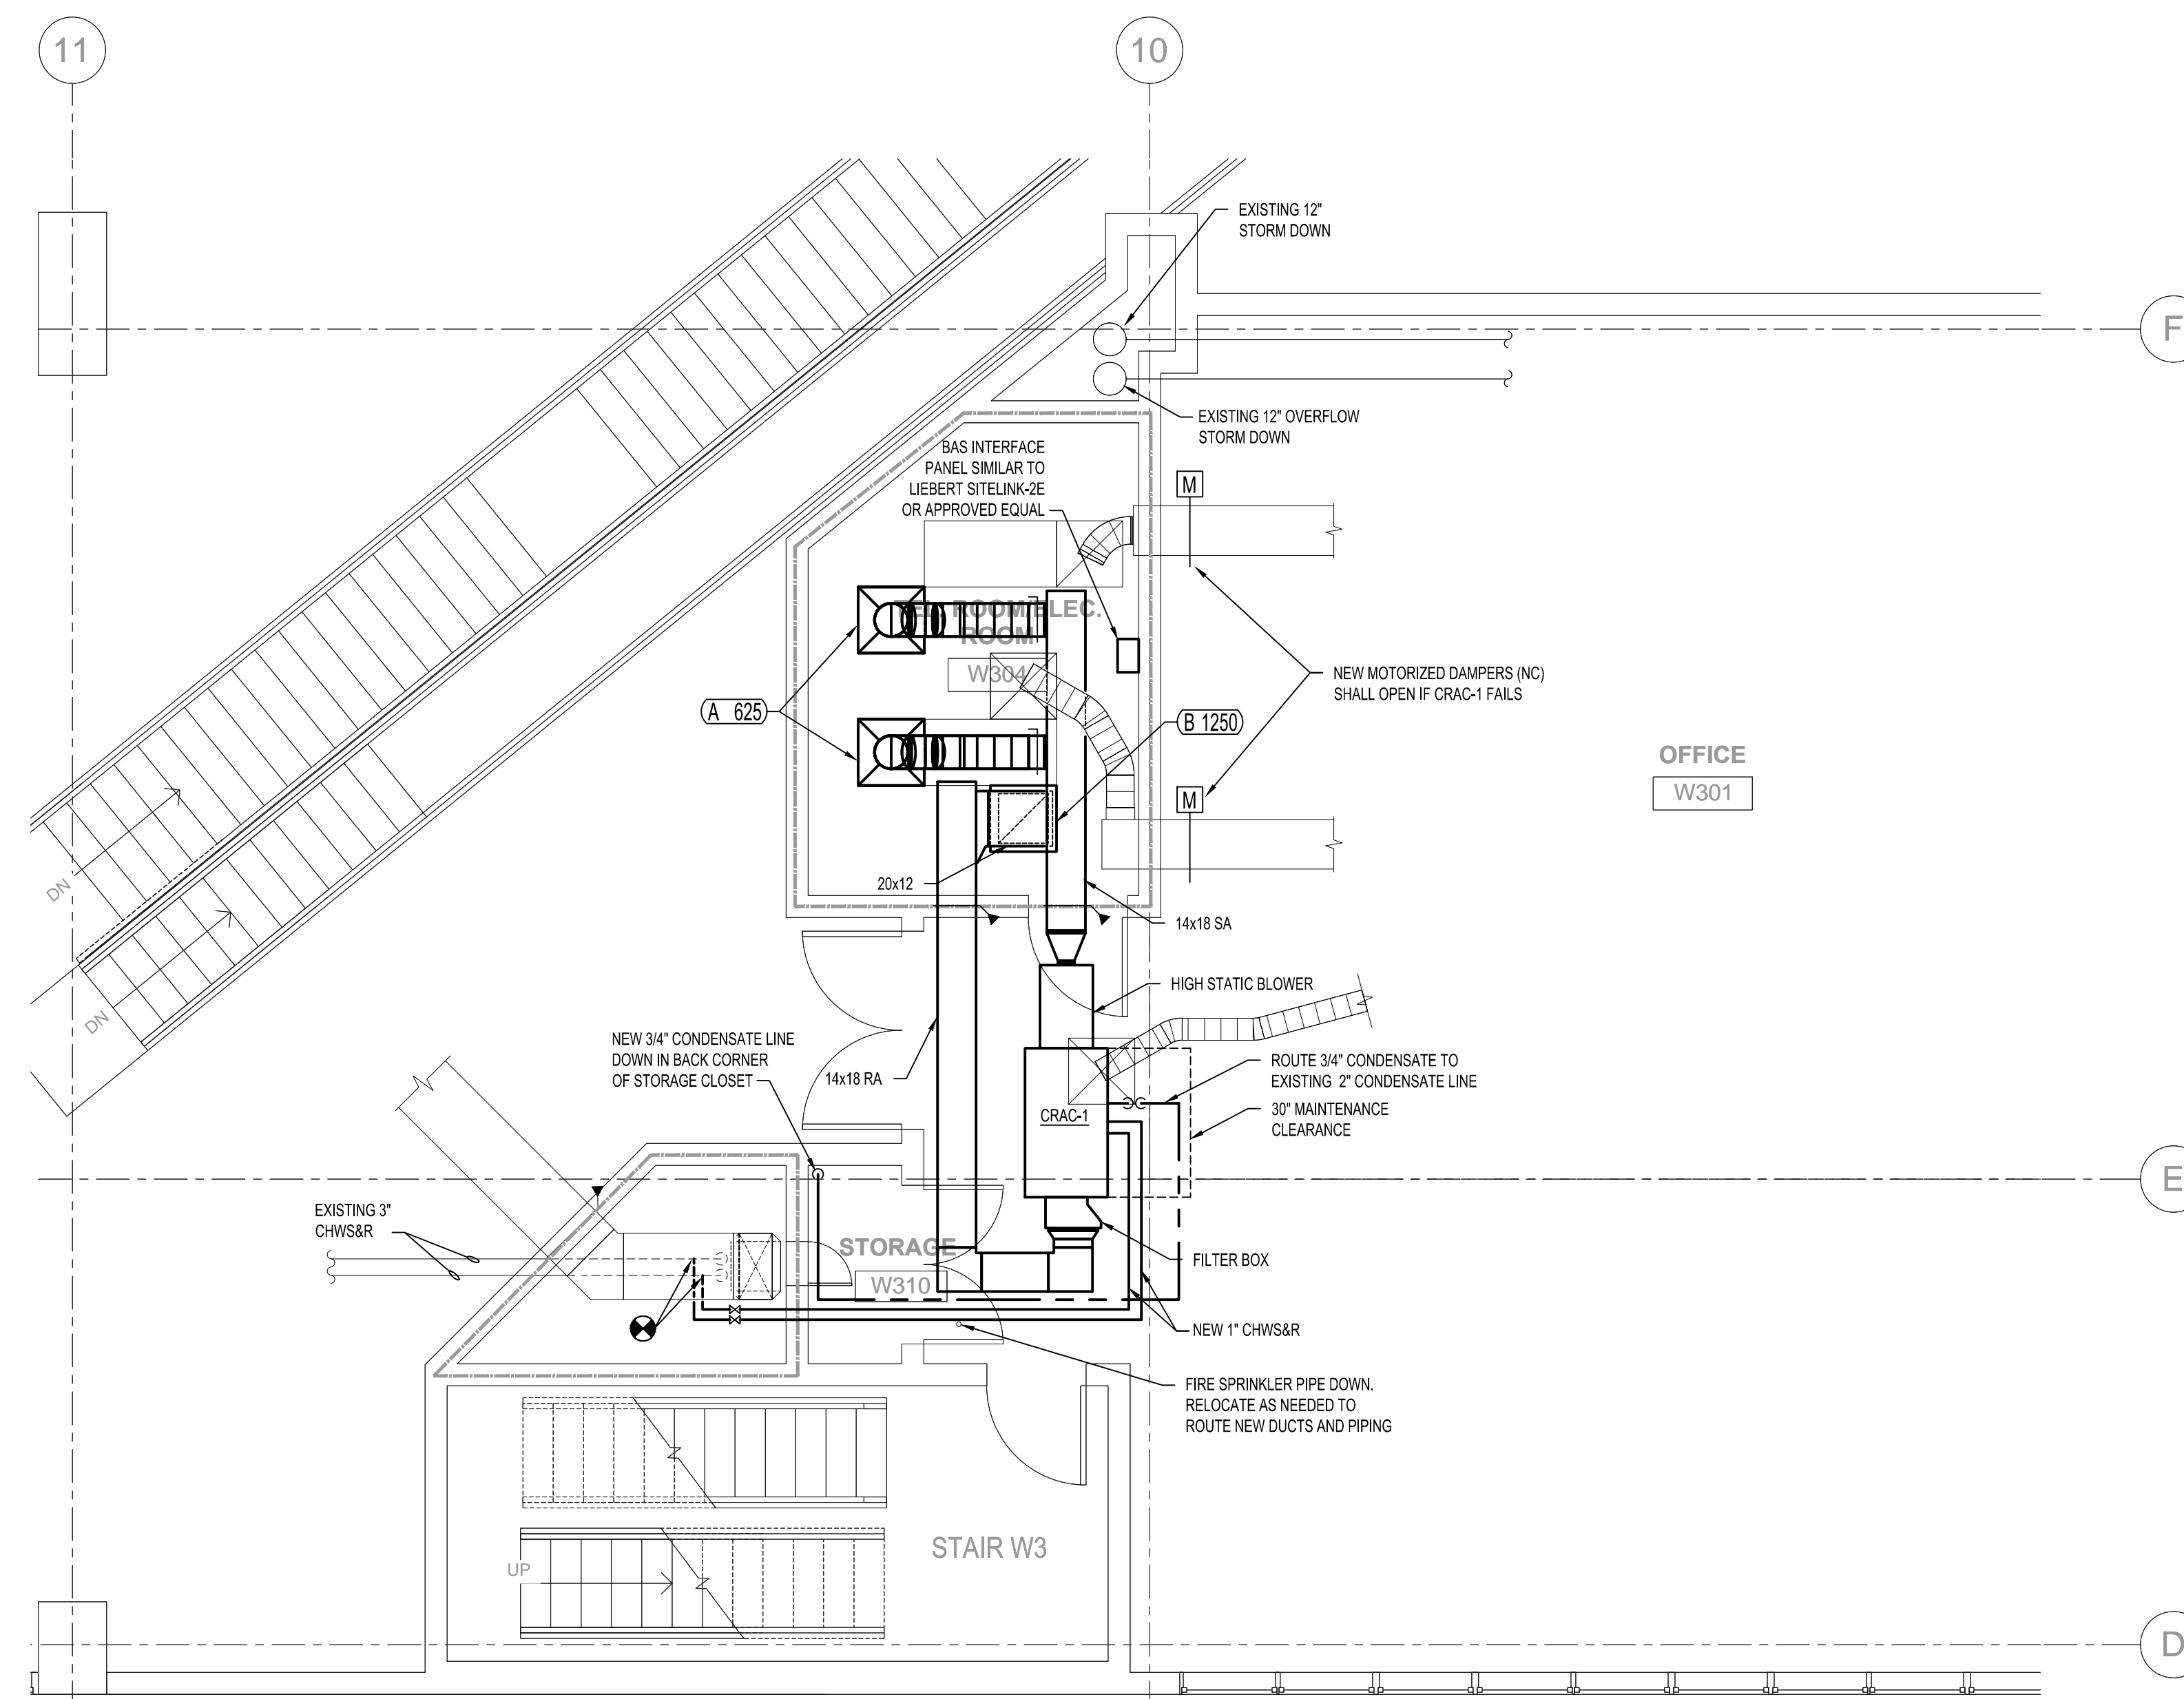 11
10
EXISTING 12"
STORM DOWN
F
EXISTING 12" OVERFLOW
STORM DOWN
BAS INTERFACE
PANEL SIMILAR TO
LIEBERT SITELINK-2E
OR APPROVED EQUAL
M
TEL. ROOM/ELEC.
ROOM
W304
NEW MOTORIZED DAMPERS (NC)
SHALL OPEN IF CRAC-1 FAILS
A 625
B 1250
OFFICE
W301
M
20x12
14x18 SA
DN
DN
HIGH STATIC BLOWER
NEW 3/4" CONDENSATE LINE
DOWN IN BACK CORNER
OF STORAGE CLOSET
14x18 RA
ROUTE 3/4" CONDENSATE TO
EXISTING 2" CONDENSATE LINE
CRAC-1
30" MAINTENANCE
CLEARANCE
E
EXISTING 3"
CHWS&R
STORAGE
W310
FILTER BOX
NEW 1" CHWS&R
FIRE SPRINKLER PIPE DOWN.
RELOCATE AS NEEDED TO
ROUTE NEW DUCTS AND PIPING
STAIR W3
UP
D